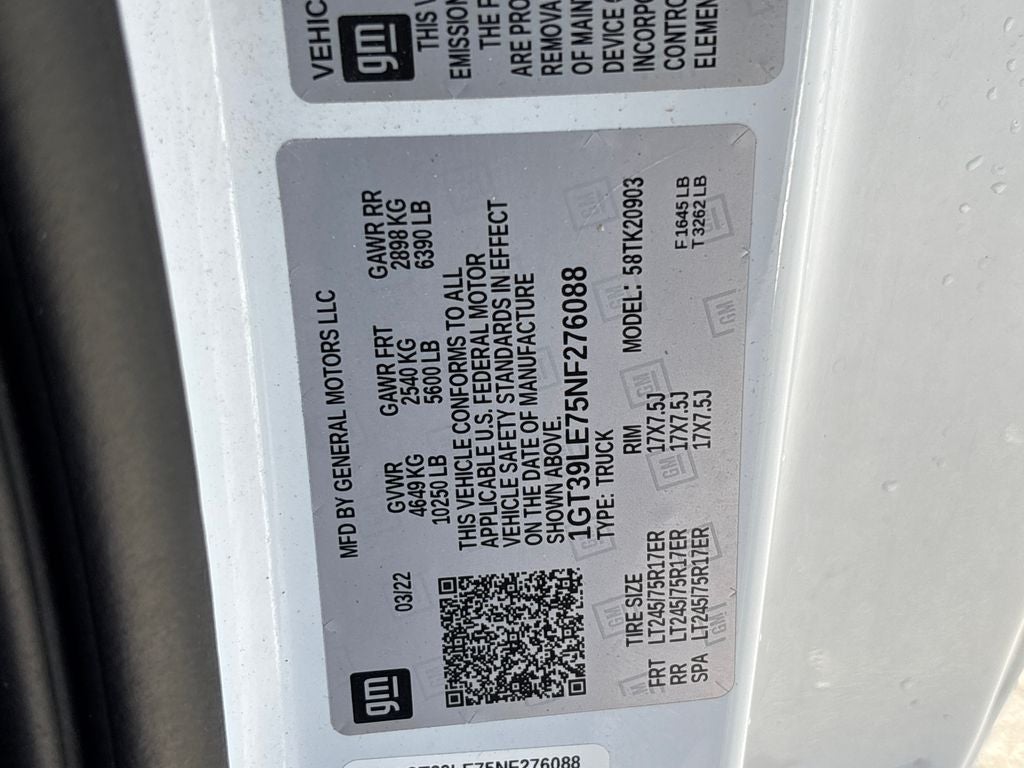 gm
03/22
MFD BY GENERAL MOTORS LLC
GVWR GAWR FRT GAWR RR
4649 KG 2540 KG 2898 KG
10250 LB 5600 LB 6390 LB
THIS VEHICLE CONFORMS TO ALL
APPLICABLE U.S. FEDERAL MOTOR
VEHICLE SAFETY STANDARDS IN EFFECT
ON THE DATE OF MANUFACTURE
SHOWN ABOVE.
1GT39LE75NF276088
TYPE: TRUCK
TIRE SIZE RIM MODEL: 58TK20903
FRT LT245/75R17ER 17X7.5J
RR LT245/75R17ER 17X7.5J F 1645 LB
SPA LT245/75R17ER 17X7.5J T 3262 LB
VEHIC
gm
THIS V
EMISSION
THE F
ARE PRO
REMOVA
OF MAIN
DEVICE
INCORP
CONTRO
ELEMEN
LE75NF276088